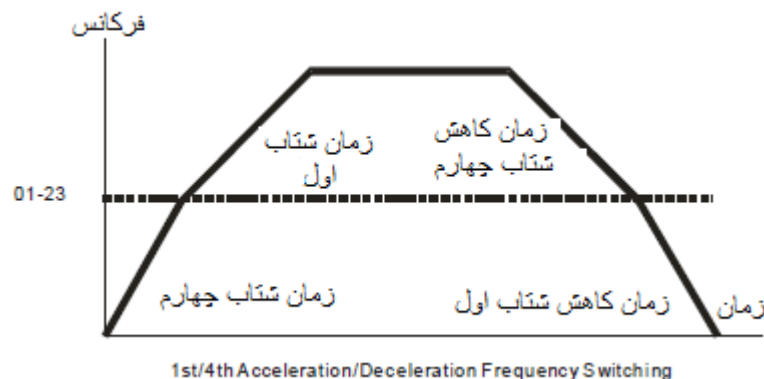 فرکانس
زمان شتاب
اول
زمان کاهش
شتاب چهارم
01-23
زمان شتاب چهارم
زمان کاهش شتاب اول
زمان
1st/4th Acceleration/Deceleration Frequency Switching